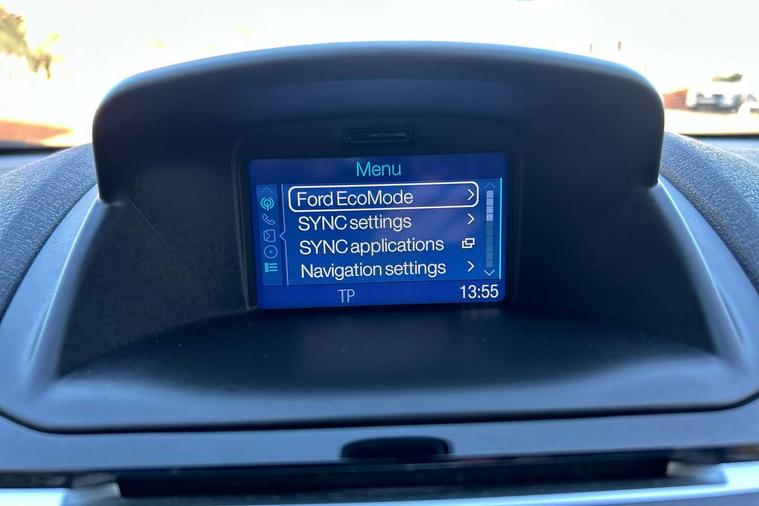 Menu
Ford EcoMode
SYNC settings
SYNC applications
Navigation settings
TP 13:55